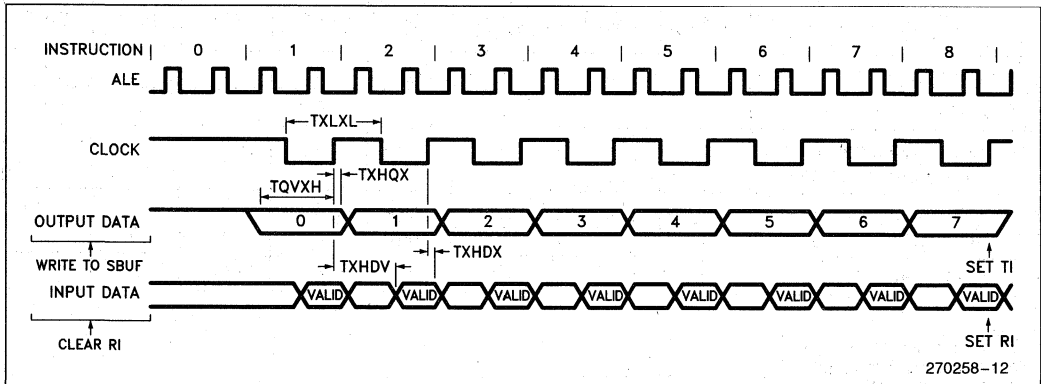 INSTRUCTION | 0 | 1 | 2 | 3 | 4 | 5 | 6 | 7 | 8 |
ALE
TXLXL
CLOCK
TQVXH TXHQX
OUTPUT DATA 0 1 2 3 4 5 6 7
WRITE TO SBUF TXHDV TXHDX SET TI
INPUT DATA VALID VALID VALID VALID VALID VALID VALID VALID
CLEAR RI SET RI
270258-12